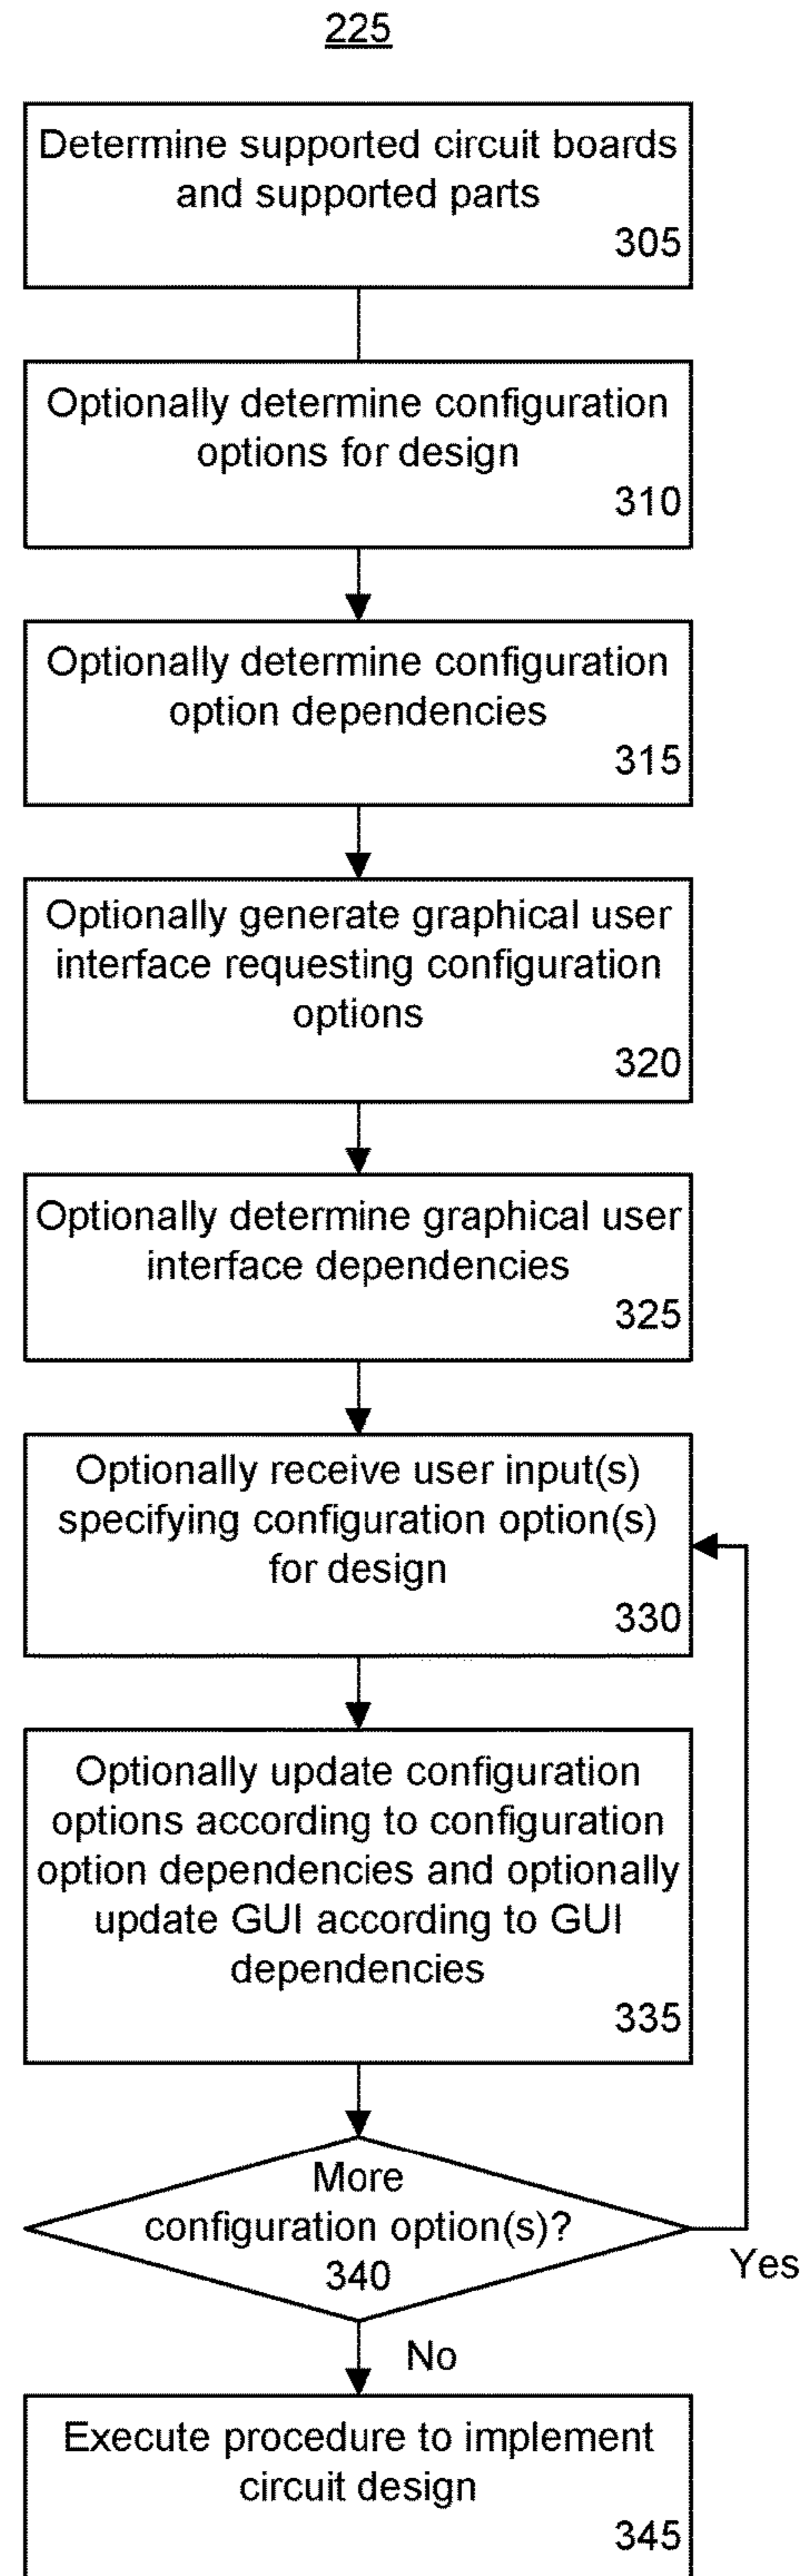 225
Determine supported circuit boards
and supported parts
305
Optionally determine configuration
options for design
310
Optionally determine configuration
option dependencies
315
Optionally generate graphical user
interface requesting configuration
options
320
Optionally determine graphical user
interface dependencies
325
Optionally receive user input(s)
specifying configuration option(s)
for design
330
Optionally update configuration
options according to configuration
option dependencies and optionally
update GUI according to GUI
dependencies
335
More
configuration option(s)?
340
Yes
No
Execute procedure to implement
circuit design
345